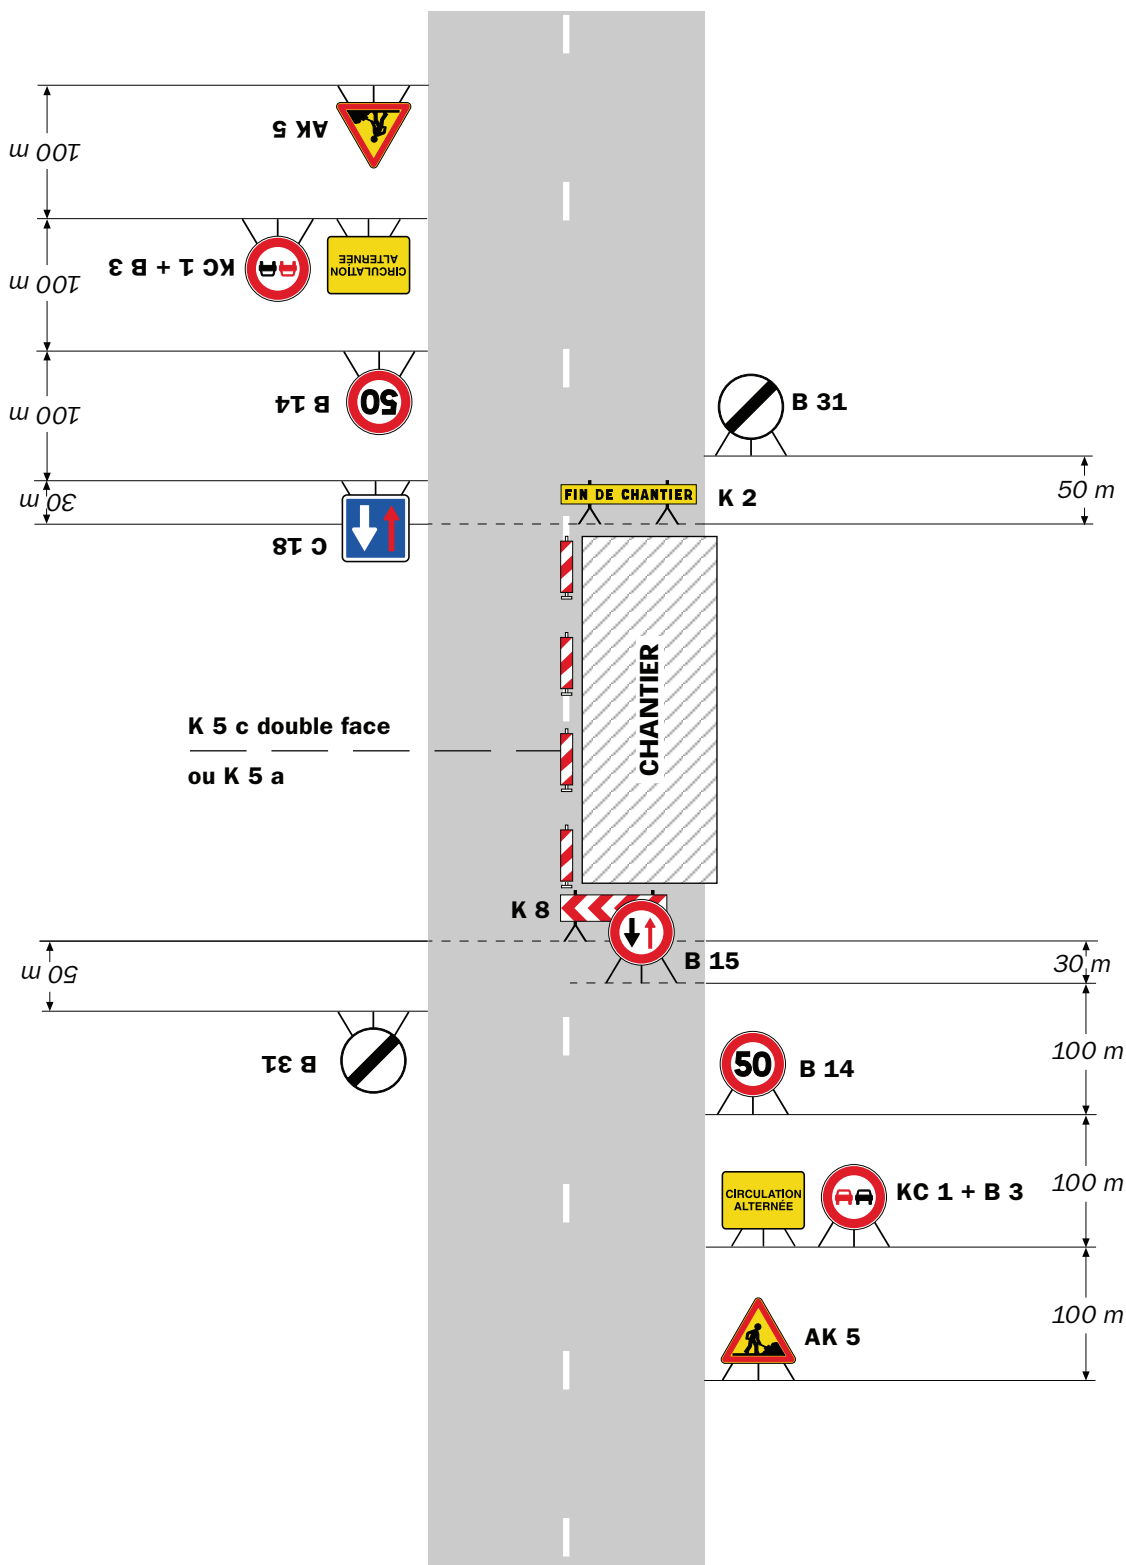 AK 5
100 m
KC 1 + B 3
CIRCULATION
ALTERNÉE
100 m
B 14
50
100 m
B 31
50 m
30 m
C 18
FIN DE CHANTIER
K 2
CHANTIER
K 5 c double face
ou K 5 a
K 8
B 15
30 m
50 m
B 31
50
B 14
100 m
CIRCULATION
ALTERNÉE
KC 1 + B 3
100 m
AK 5
100 m